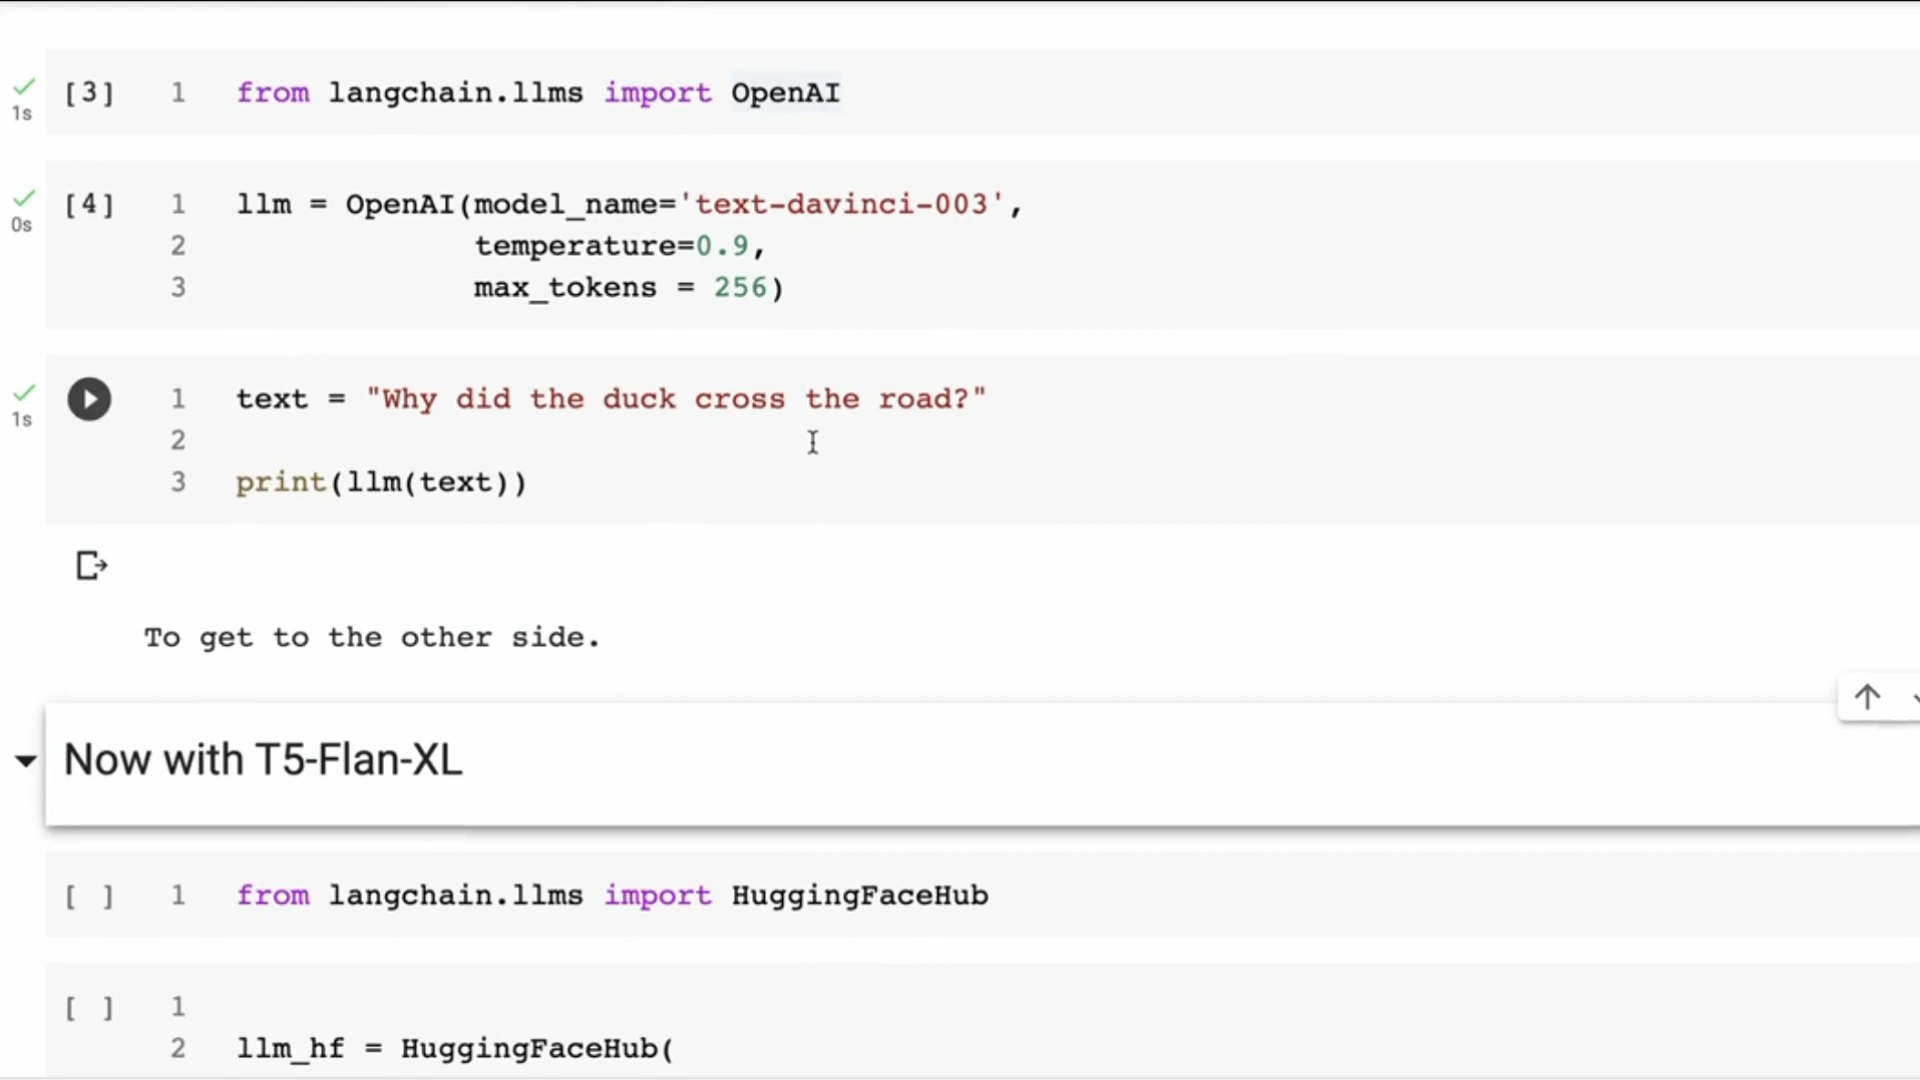 [3] 1 from langchain.llms import OpenAI
1s
[4] 1 llm = OpenAI(model_name='text-davinci-003',
0s
2 temperature=0.9,
3 max_tokens = 256)
1 text = "Why did the duck cross the road?"
1s
2
3 print(llm(text))
To get to the other side.
Now with T5-Flan-XL
[ ] 1 from langchain.llms import HuggingFaceHub
[ ] 1
2 llm_hf = HuggingFaceHub(